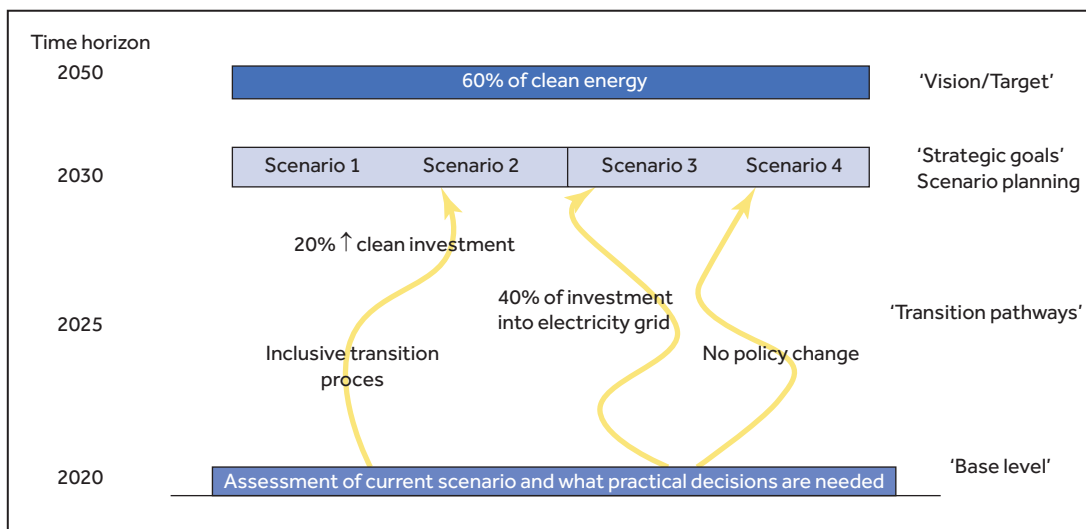 Time horizon
2050
60% of clean energy
'Vision/Target'
2030
Scenario 1
Scenario 2
Scenario 3
Scenario 4
'Strategic goals'
Scenario planning
20% ↑ clean investment
40% of investment
into electricity grid
2025
'Transition pathways'
Inclusive transition
proces
No policy change
2020
Assessment of current scenario and what practical decisions are needed
'Base level'